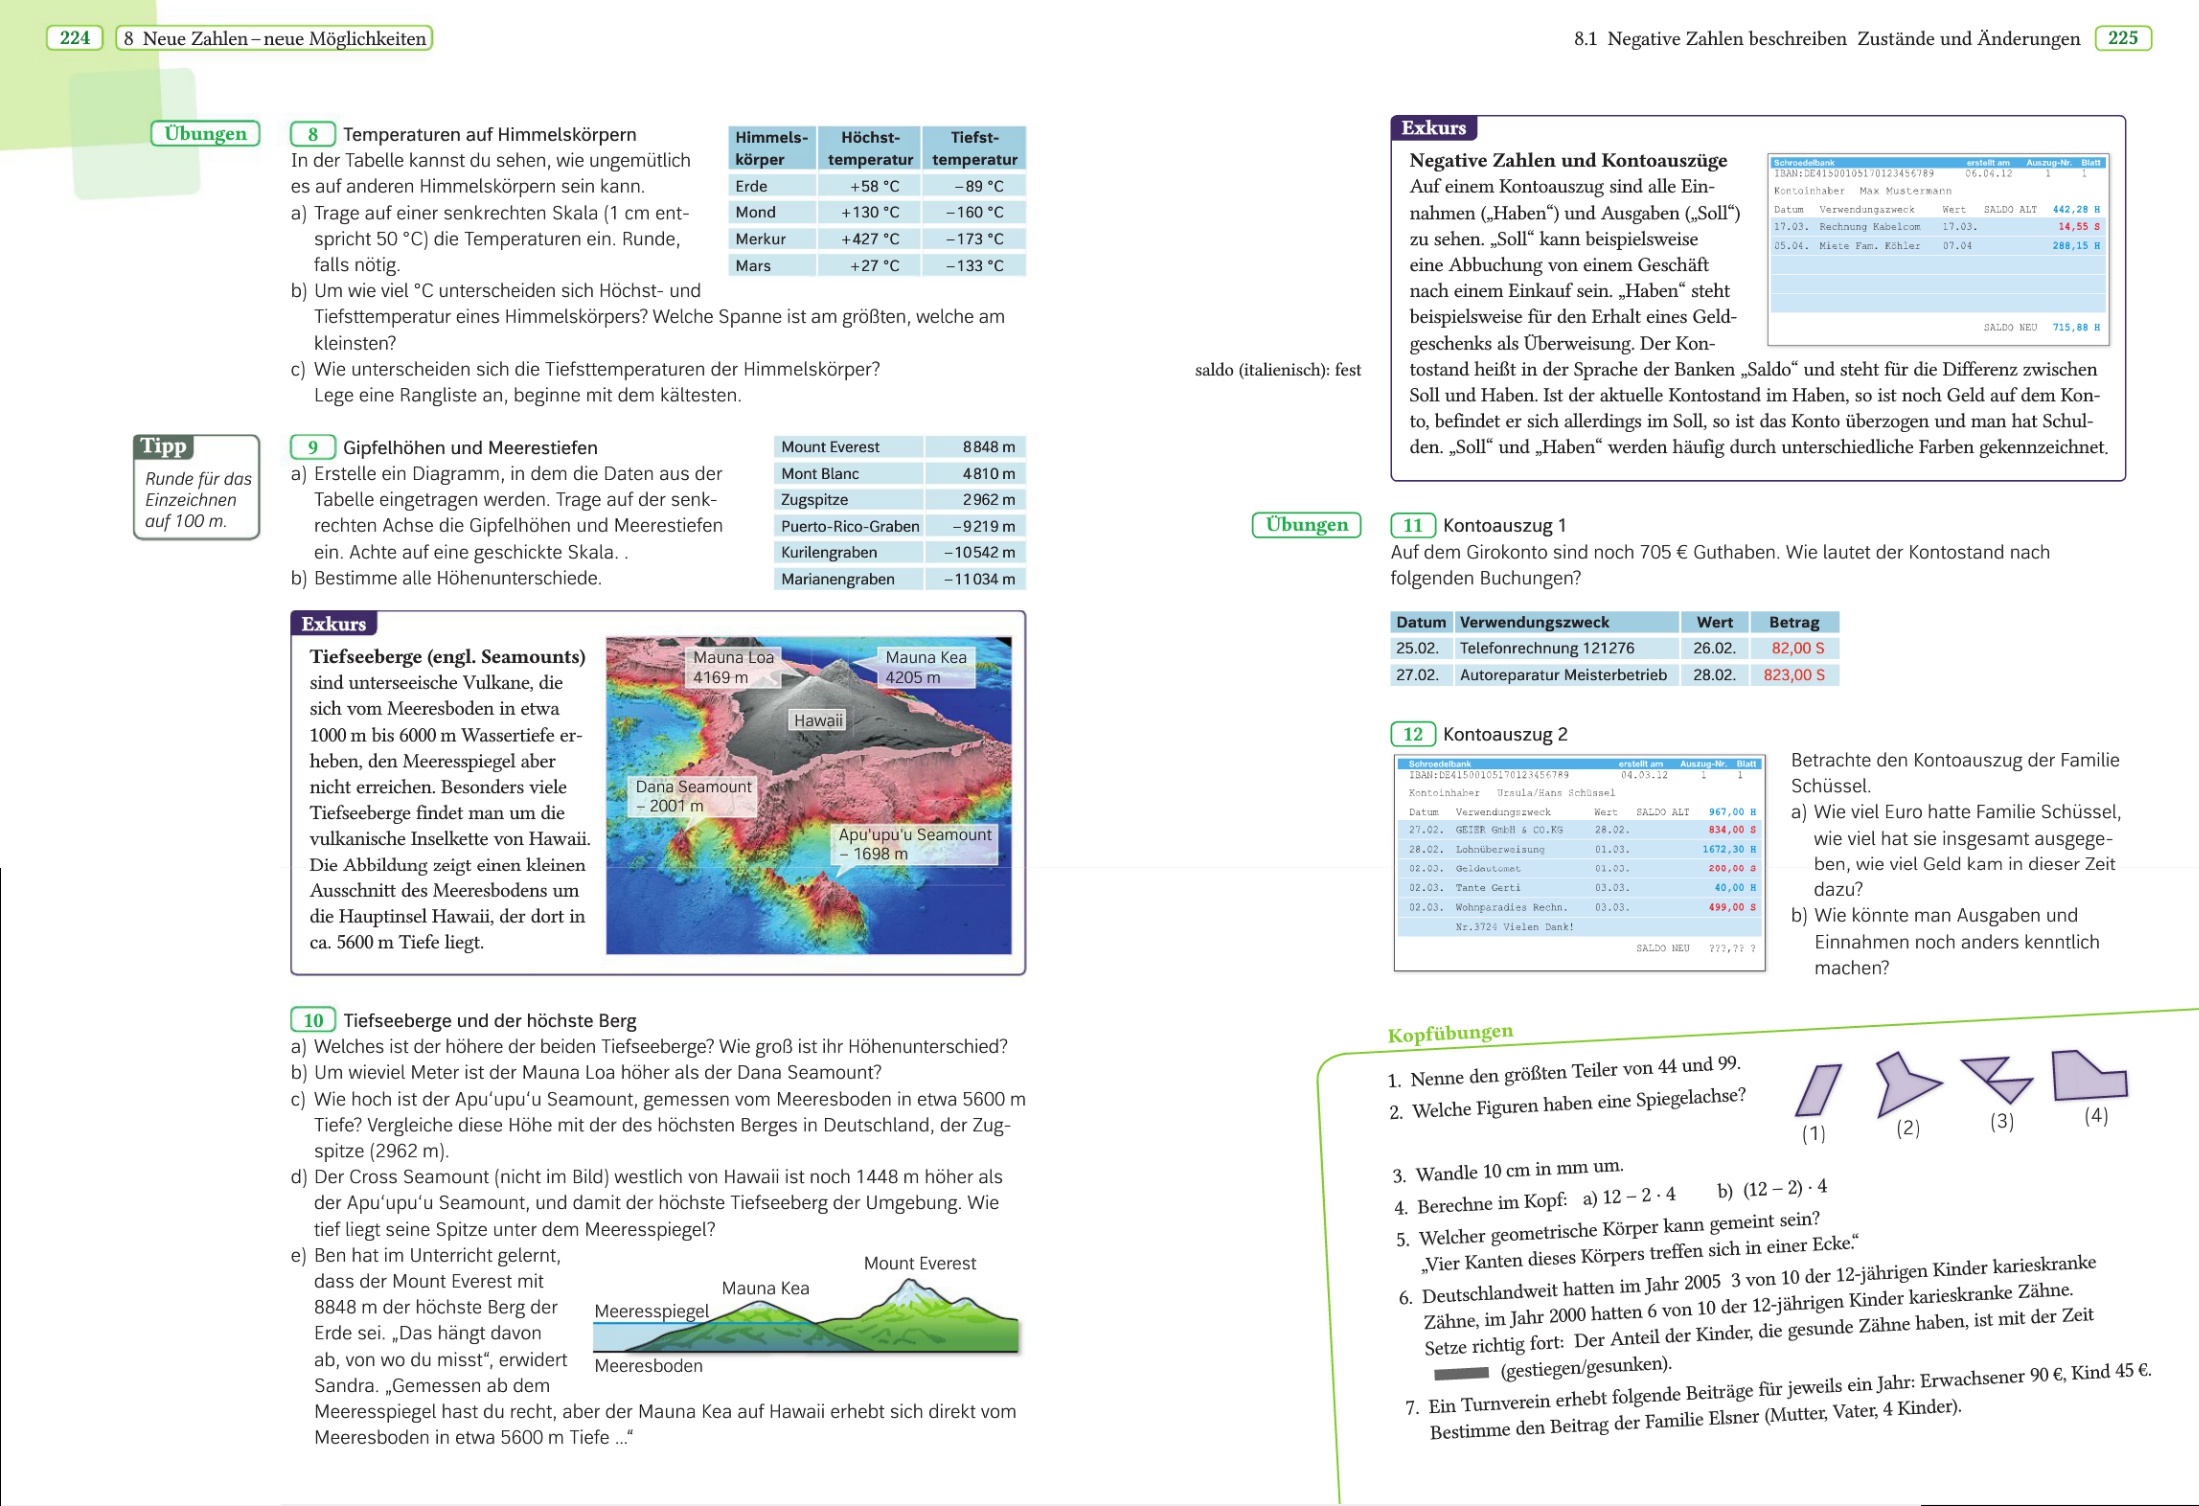 224 8 Neue Zahlen – neue Möglichkeiten
Übungen
8 Temperaturen auf Himmelskörpern
In der Tabelle kannst du sehen, wie ungemütlich
es auf anderen Himmelskörpern sein kann.
a) Trage auf einer senkrechten Skala (1 cm ent-
spricht 50 °C) die Temperaturen ein. Runde,
falls nötig.
b) Um wie viel °C unterscheiden sich Höchst- und
Tiefsttemperatur eines Himmelskörpers? Welche Spanne ist am größten, welche am
kleinsten?
c) Wie unterscheiden sich die Tiefsttemperaturen der Himmelskörper?
Lege eine Rangliste an, beginne mit dem kältesten.
Himmels- Höchst- Tiefst-
körper temperatur temperatur
Erde +58 °C –89 °C
Mond +130 °C –160 °C
Merkur +427 °C –173 °C
Mars +27 °C –133 °C
Tipp
Runde für das
Einzeichnen
auf 100 m.
9 Gipfelhöhen und Meerestiefen
a) Erstelle ein Diagramm, in dem die Daten aus der
Tabelle eingetragen werden. Trage auf der senk-
rechten Achse die Gipfelhöhen und Meerestiefen
ein. Achte auf eine geschickte Skala. .
b) Bestimme alle Höhenunterschiede.
Mount Everest 8848 m
Mont Blanc 4810 m
Zugspitze 2962 m
Puerto-Rico-Graben –9219 m
Kurilengraben –10542 m
Marianengraben –11034 m
Exkurs
Tiefseeberge (engl. Seamounts)
sind unterseeische Vulkane, die
sich vom Meeresboden in etwa
1000 m bis 6000 m Wassertiefe er-
heben, den Meeresspiegel aber
nicht erreichen. Besonders viele
Tiefseeberge findet man um die
vulkanische Inselkette von Hawaii.
Die Abbildung zeigt einen kleinen
Ausschnitt des Meeresbodens um
die Hauptinsel Hawaii, der dort in
ca. 5600 m Tiefe liegt.
Mauna Loa
4169 m
Mauna Kea
4205 m
Hawaii
Dana Seamount
– 2001 m
Apu'upu'u Seamount
– 1698 m
10 Tiefseeberge und der höchste Berg
a) Welches ist der höhere der beiden Tiefseeberge? Wie groß ist ihr Höhenunterschied?
b) Um wieviel Meter ist der Mauna Loa höher als der Dana Seamount?
c) Wie hoch ist der Apu‘upu‘u Seamount, gemessen vom Meeresboden in etwa 5600 m
Tiefe? Vergleiche diese Höhe mit der des höchsten Berges in Deutschland, der Zug-
spitze (2962 m).
d) Der Cross Seamount (nicht im Bild) westlich von Hawaii ist noch 1448 m höher als
der Apu‘upu‘u Seamount, und damit der höchste Tiefseeberg der Umgebung. Wie
tief liegt seine Spitze unter dem Meeresspiegel?
e) Ben hat im Unterricht gelernt,
dass der Mount Everest mit
8848 m der höchste Berg der
Erde sei. „Das hängt davon
ab, von wo du misst“, erwidert
Sandra. „Gemessen ab dem
Meeresspiegel hast du recht, aber der Mauna Kea auf Hawaii erhebt sich direkt vom
Meeresboden in etwa 5600 m Tiefe ...“
Mount Everest
Mauna Kea
Meeresspiegel
Meeresboden
8.1 Negative Zahlen beschreiben Zustände und Änderungen 225
Exkurs
Negative Zahlen und Kontoauszüge
Auf einem Kontoauszug sind alle Ein-
nahmen („Haben“) und Ausgaben („Soll“)
zu sehen. „Soll“ kann beispielsweise
eine Abbuchung von einem Geschäft
nach einem Einkauf sein. „Haben“ steht
beispielsweise für den Erhalt eines Geld-
geschenks als Überweisung. Der Kon-
tostand heißt in der Sprache der Banken „Saldo“ und steht für die Differenz zwischen
Soll und Haben. Ist der aktuelle Kontostand im Haben, so ist noch Geld auf dem Kon-
to, befindet er sich allerdings im Soll, so ist das Konto überzogen und man hat Schul-
den. „Soll“ und „Haben“ werden häufig durch unterschiedliche Farben gekennzeichnet.
saldo (italienisch): fest
Schroedelbank erstellt am Auszug-Nr. Blatt
IBAN:DE41500105170123456789 06.04.12 1 1
Kontoinhaber Max Mustermann
Datum Verwendungszweck Wert SALDO ALT 442,28 H
17.03. Rechnung Kabelcom 17.03. 14,55 S
05.04. Miete Fam. Köhler 07.04 288,15 H
SALDO NEU 715,88 H
Übungen
11 Kontoauszug 1
Auf dem Girokonto sind noch 705 € Guthaben. Wie lautet der Kontostand nach
folgenden Buchungen?
Datum Verwendungszweck Wert Betrag
25.02. Telefonrechnung 121276 26.02. 82,00 S
27.02. Autoreparatur Meisterbetrieb 28.02. 823,00 S
12 Kontoauszug 2
Schroedelbank erstellt am Auszug-Nr. Blatt
IBAN:DE41500105170123456789 04.03.12 1 1
Kontoinhaber Ursula/Hans Schüssel
Datum Verwendungszweck Wert SALDO ALT 967,00 H
27.02. GEIER GmbH & CO.KG 28.02. 834,00 S
28.02. Lohnüberweisung 01.03. 1672,30 H
02.03. Geldautomat 01.03. 200,00 S
02.03. Tante Gerti 03.03. 40,00 H
02.03. Wohnparadies Rechn. 03.03. 499,00 S
Nr.3724 Vielen Dank!
SALDO NEU ???,?? ?
Betrachte den Kontoauszug der Familie
Schüssel.
a) Wie viel Euro hatte Familie Schüssel,
wie viel hat sie insgesamt ausgege-
ben, wie viel Geld kam in dieser Zeit
dazu?
b) Wie könnte man Ausgaben und
Einnahmen noch anders kenntlich
machen?
Kopfübungen
1. Nenne den größten Teiler von 44 und 99.
2. Welche Figuren haben eine Spiegelachse?
(1) (2) (3) (4)
3. Wandle 10 cm in mm um.
4. Berechne im Kopf: a) 12 – 2 · 4 b) (12 – 2) · 4
5. Welcher geometrische Körper kann gemeint sein?
„Vier Kanten dieses Körpers treffen sich in einer Ecke.“
6. Deutschlandweit hatten im Jahr 2005 3 von 10 der 12-jährigen Kinder karieskranke
Zähne, im Jahr 2000 hatten 6 von 10 der 12-jährigen Kinder karieskranke Zähne.
Setze richtig fort: Der Anteil der Kinder, die gesunde Zähne haben, ist mit der Zeit
(gestiegen/gesunken).
7. Ein Turnverein erhebt folgende Beiträge für jeweils ein Jahr: Erwachsener 90 €, Kind 45 €.
Bestimme den Beitrag der Familie Elsner (Mutter, Vater, 4 Kinder).